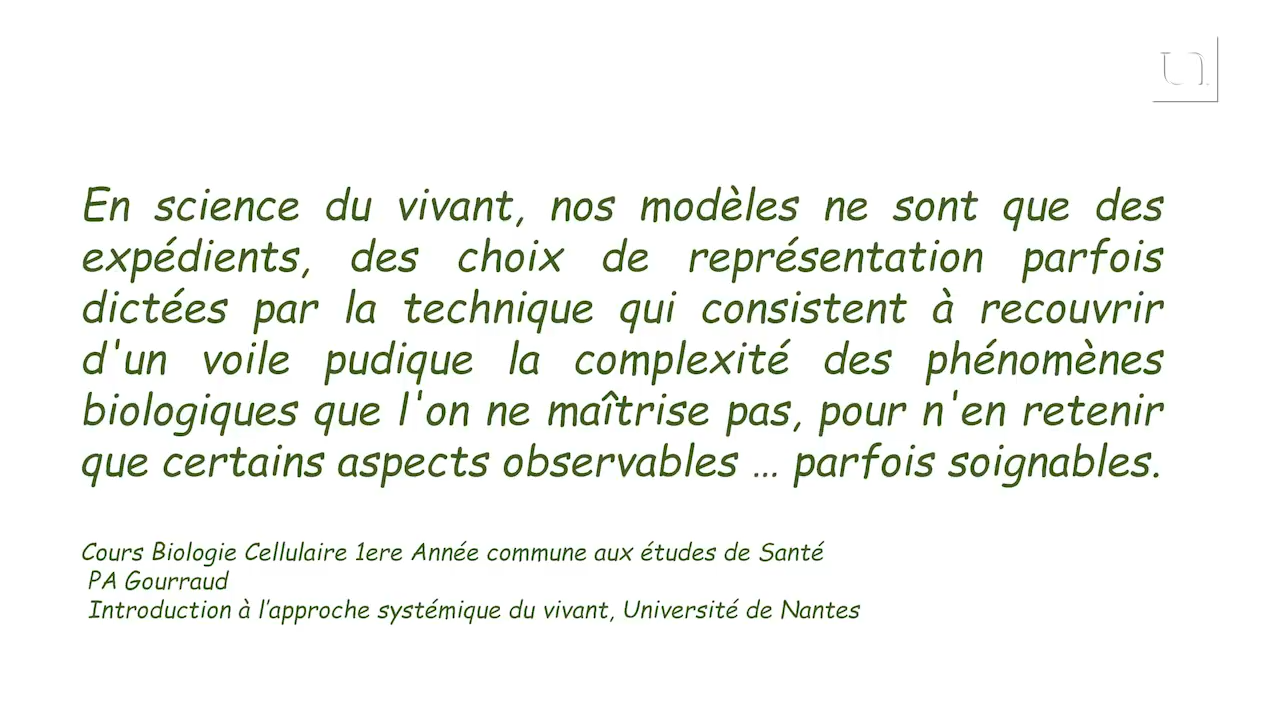 En science du vivant, nos modèles ne sont que des
expédients, des choix de représentation parfois
dictées par la technique qui consistent à recouvrir
d'un voile pudique la complexité des phénomènes
biologiques que l'on ne maîtrise pas, pour n'en retenir
que certains aspects observables … parfois soignables.
Cours Biologie Cellulaire 1ere Année commune aux études de Santé
PA Gourraud
Introduction à l’approche systémique du vivant, Université de Nantes